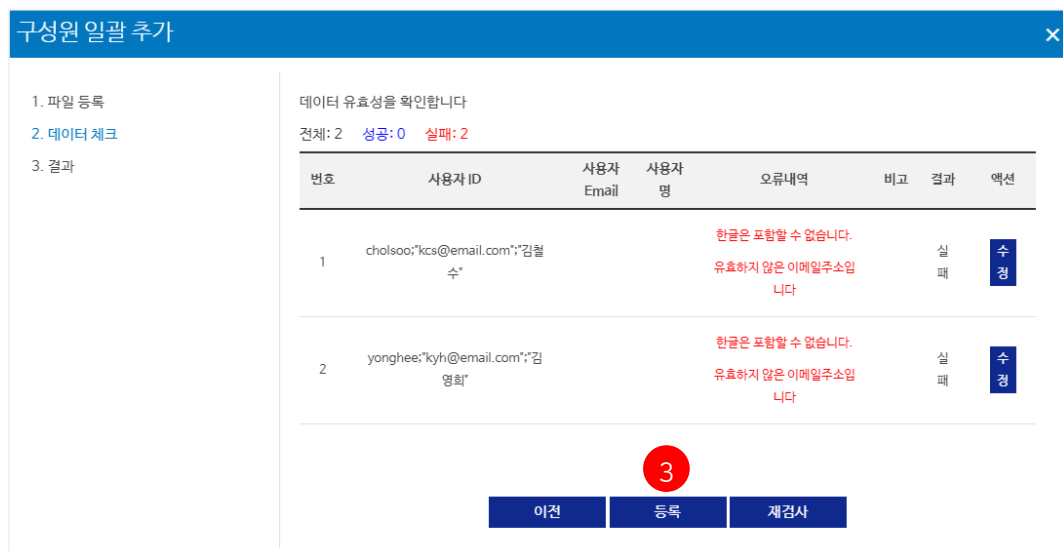 구성원 일괄 추가
×
1. 파일 등록
2. 데이터 체크
3. 결과
데이터 유효성을 확인합니다
전체: 2 성공: 0 실패: 2
번호 사용자 ID 사용자 Email 사용자명 오류내역 비고 결과 액션
1
cholsoo;"kcs@email.com";"김철
수"
한글은 포함할 수 없습니다.
유효하지 않은 이메일주소입
니다
실
패
수
정
2
yonghee;"kyh@email.com";"김
영희"
한글은 포함할 수 없습니다.
유효하지 않은 이메일주소입
니다
실
패
수
정
3
이전 등록 재검사